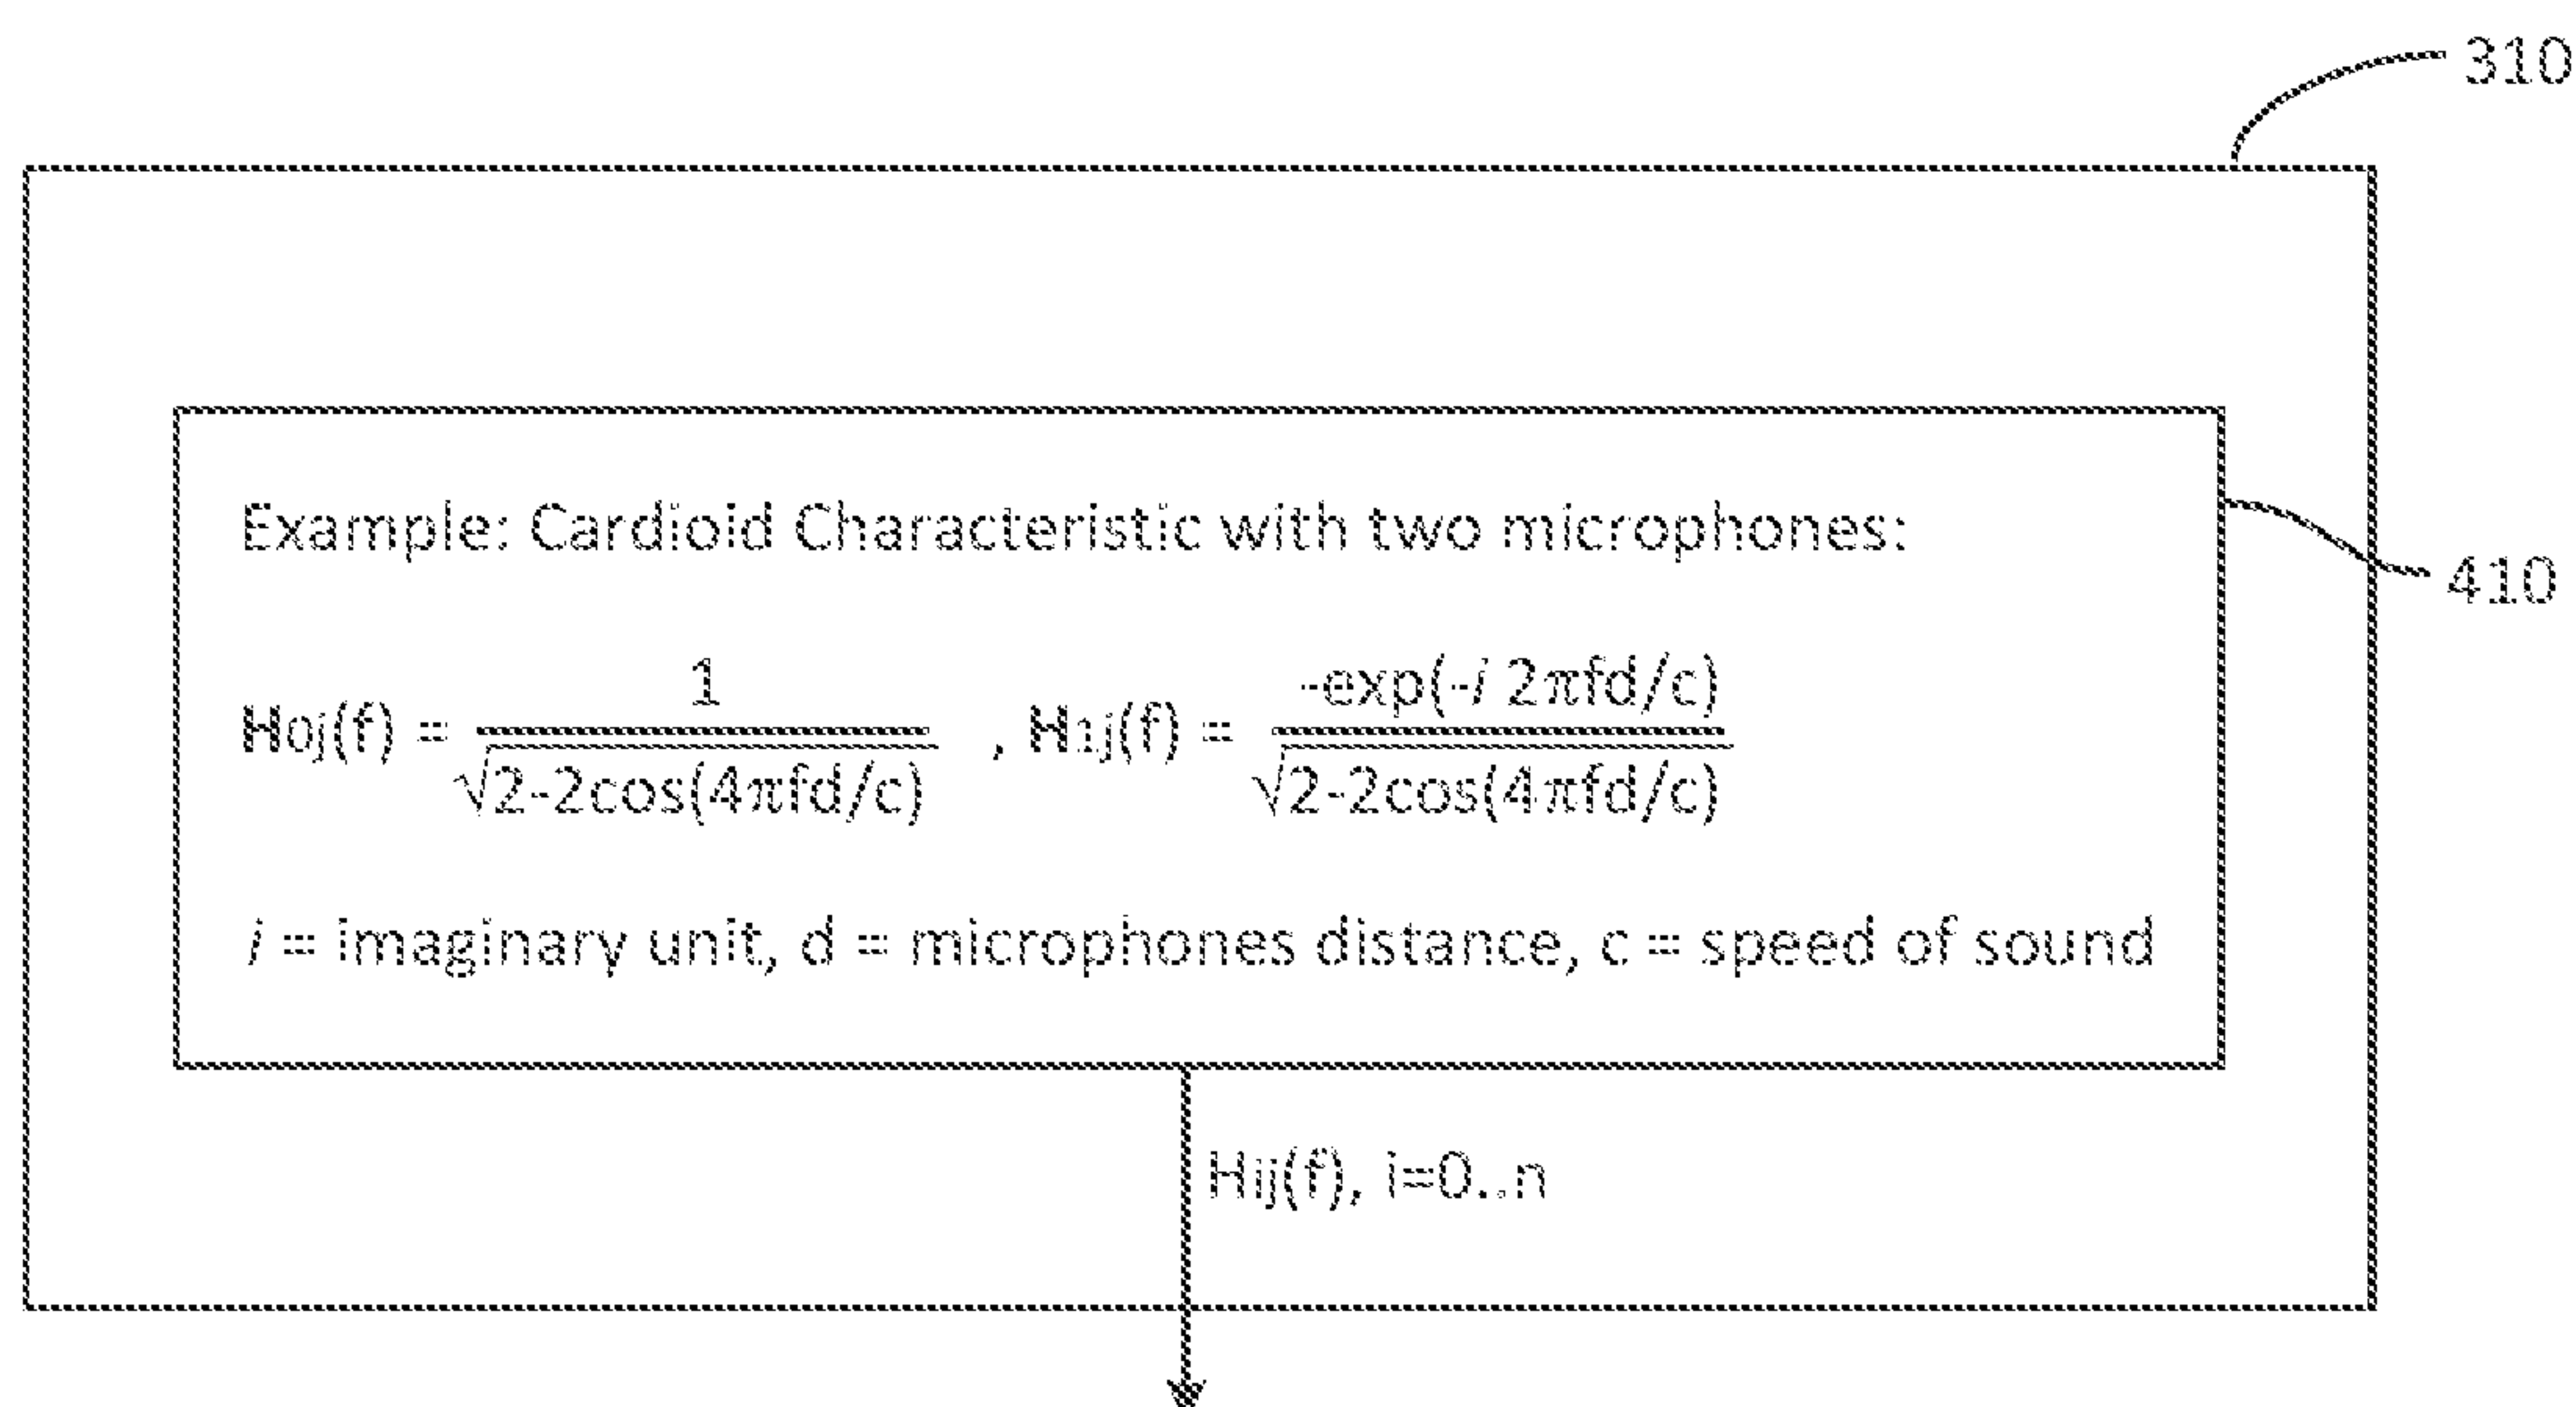 310
Example: Cardioid Characteristic with two microphones:
410
H0j(f) = 1 / √2-2cos(4πfd/c) , H1j(f) = -exp(-i 2πfd/c) / √2-2cos(4πfd/c)
i = imaginary unit, d = microphones distance, c = speed of sound
Hij(f), i=0..n